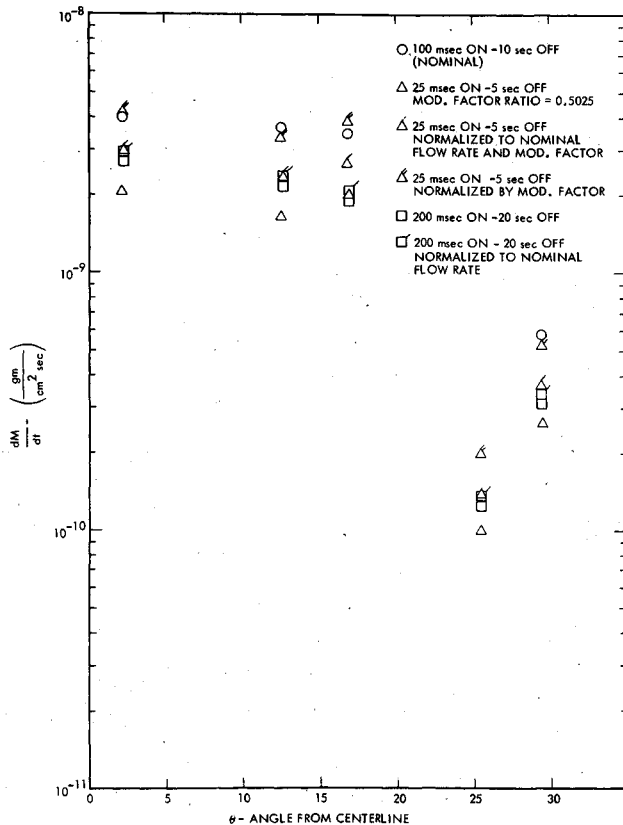 10⁻⁸
10⁻⁹
10⁻¹⁰
10⁻¹¹
dM/dt - (gm/cm² sec)
100 msec ON -10 sec OFF
(NOMINAL)
25 msec ON -5 sec OFF
MOD. FACTOR RATIO = 0.5025
25 msec ON -5 sec OFF
NORMALIZED TO NOMINAL
FLOW RATE AND MOD. FACTOR
25 msec ON -5 sec OFF
NORMALIZED BY MOD. FACTOR
200 msec ON -20 sec OFF
200 msec ON - 20 sec OFF
NORMALIZED TO NOMINAL
FLOW RATE
0 5 10 15 20 25 30
θ - ANGLE FROM CENTERLINE